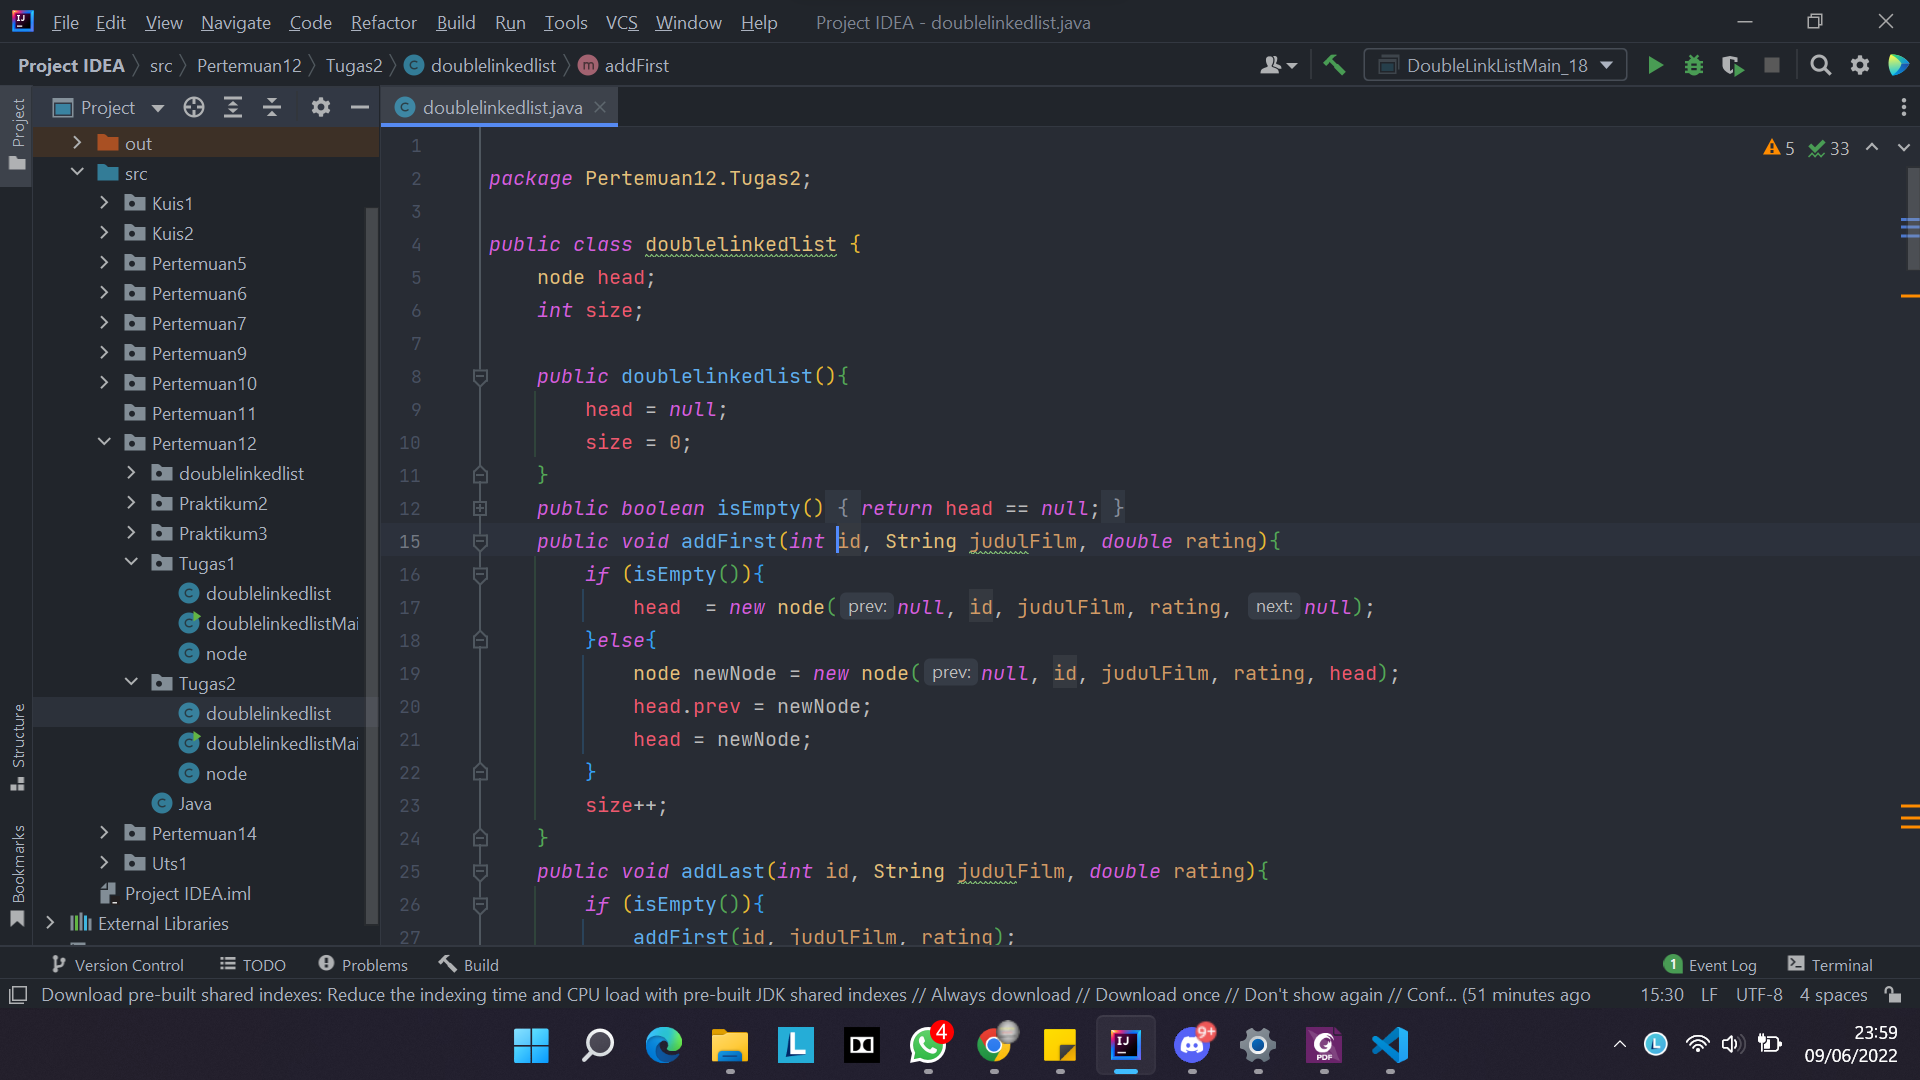 File Edit View Navigate Code Refactor Build Run Tools VCS Window Help Project IDEA - doublelinkedlist.java
Project IDEA src Pertemuan12 Tugas2 doublelinkedlist addFirst DoubleLinkListMain_18
Project
Project
doublelinkedlist.java
out
src
Kuis1
Kuis2
Pertemuan5
Pertemuan6
Pertemuan7
Pertemuan9
Pertemuan10
Pertemuan11
Pertemuan12
doublelinkedlist
Praktikum2
Praktikum3
Tugas1
doublelinkedlist
doublelinkedlistMai
node
Tugas2
doublelinkedlist
doublelinkedlistMai
node
Java
Pertemuan14
Uts1
Project IDEA.iml
External Libraries
Structure
Bookmarks
5 33
1
2 package Pertemuan12.Tugas2;
3
4 public class doublelinkedlist {
5 node head;
6 int size;
7
8 public doublelinkedlist(){
9 head = null;
10 size = 0;
11 }
12 public boolean isEmpty() { return head == null; }
15 public void addFirst(int id, String judulFilm, double rating){
16 if (isEmpty()){
17 head  = new node( prev: null, id, judulFilm, rating, next: null);
18 }else{
19 node newNode = new node( prev: null, id, judulFilm, rating, head);
20 head.prev = newNode;
21 head = newNode;
22 }
23 size++;
24 }
25 public void addLast(int id, String judulFilm, double rating){
26 if (isEmpty()){
27 addFirst(id, judulFilm, rating);
Version Control TODO Problems Build 1 Event Log Terminal
Download pre-built shared indexes: Reduce the indexing time and CPU load with pre-built JDK shared indexes // Always download // Download once // Don't show again // Conf... (51 minutes ago 15:30 LF UTF-8 4 spaces
L 4 IJ 9+ PDF L
23:59
09/06/2022